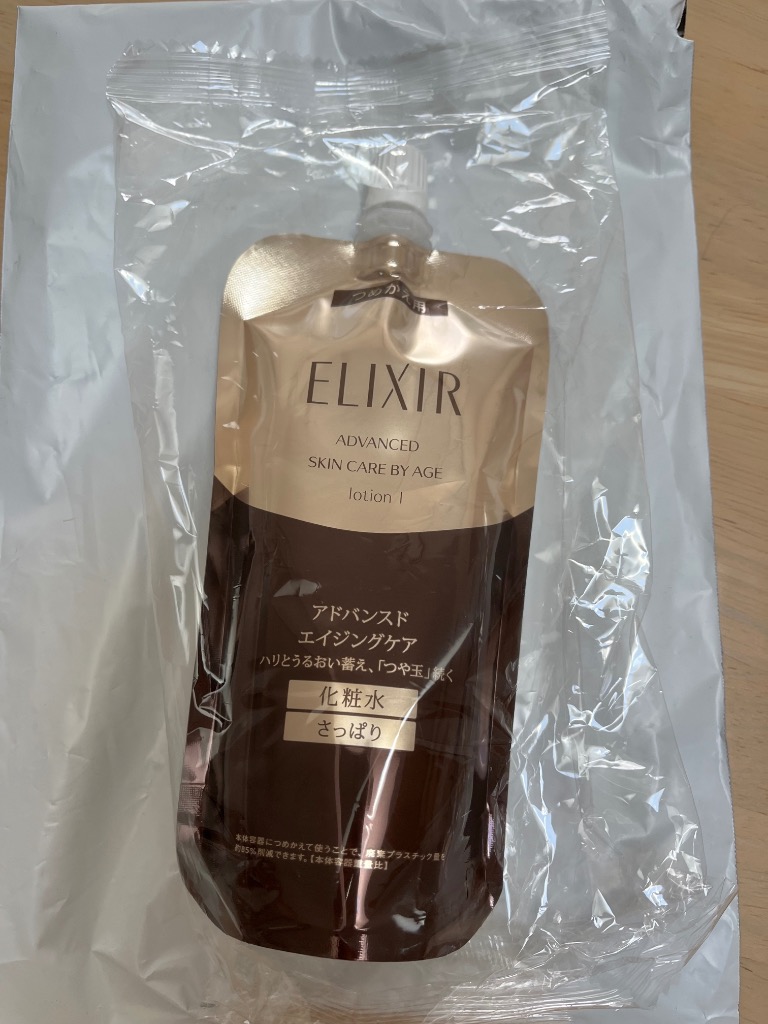 つめかえ用
ELIXIR
ADVANCED
SKIN CARE BY AGE
lotion I
アドバンスド
エイジングケア
ハリとうるおい蓄え、「つや玉」続く
化粧水
さっぱり
本体容器につめかえて使うことで、廃棄プラスチック量を
約85%削減できます。【本体容器重量比】